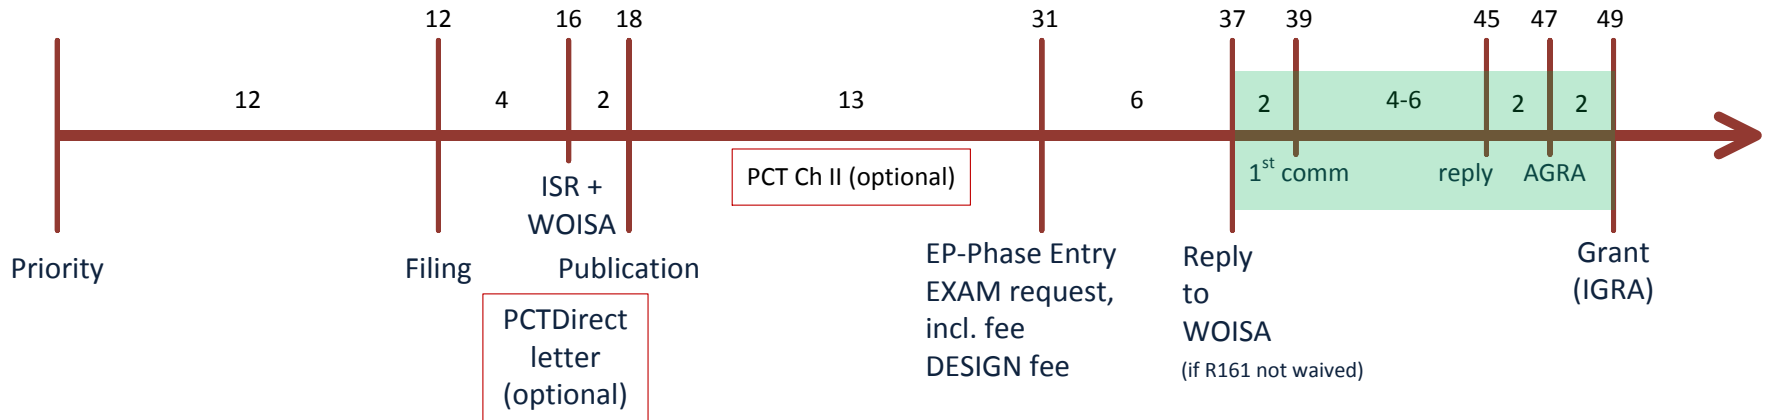 12
16
18
31
37
39
45
47
49
12
4
2
13
6
2
4-6
2
2
PCT Ch II (optional)
1st comm
reply
AGRA
ISR +
WOISA
Priority
Filing
Publication
PCTDirect
letter
(optional)
EP-Phase Entry
EXAM request,
incl. fee
DESIGN fee
Reply
to
WOISA
(if R161 not waived)
Grant
(IGRA)